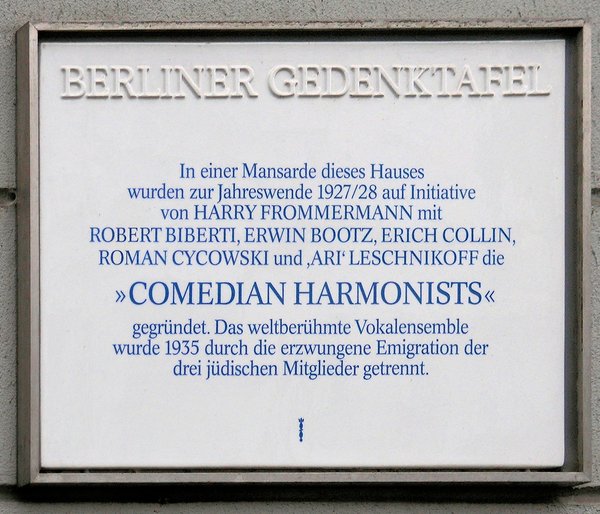 BERLINER GEDENKTAFEL
In einer Mansarde dieses Hauses
wurden zur Jahreswende 1927/28 auf Initiative
von HARRY FROMMERMANN mit
ROBERT BIBERTI, ERWIN BOOTZ, ERICH COLLIN,
ROMAN CYCOWSKI und ‚ARI‘ LESCHNIKOFF die
»COMEDIAN HARMONISTS«
gegründet. Das weltberühmte Vokalensemble
wurde 1935 durch die erzwungene Emigration der
drei jüdischen Mitglieder getrennt.